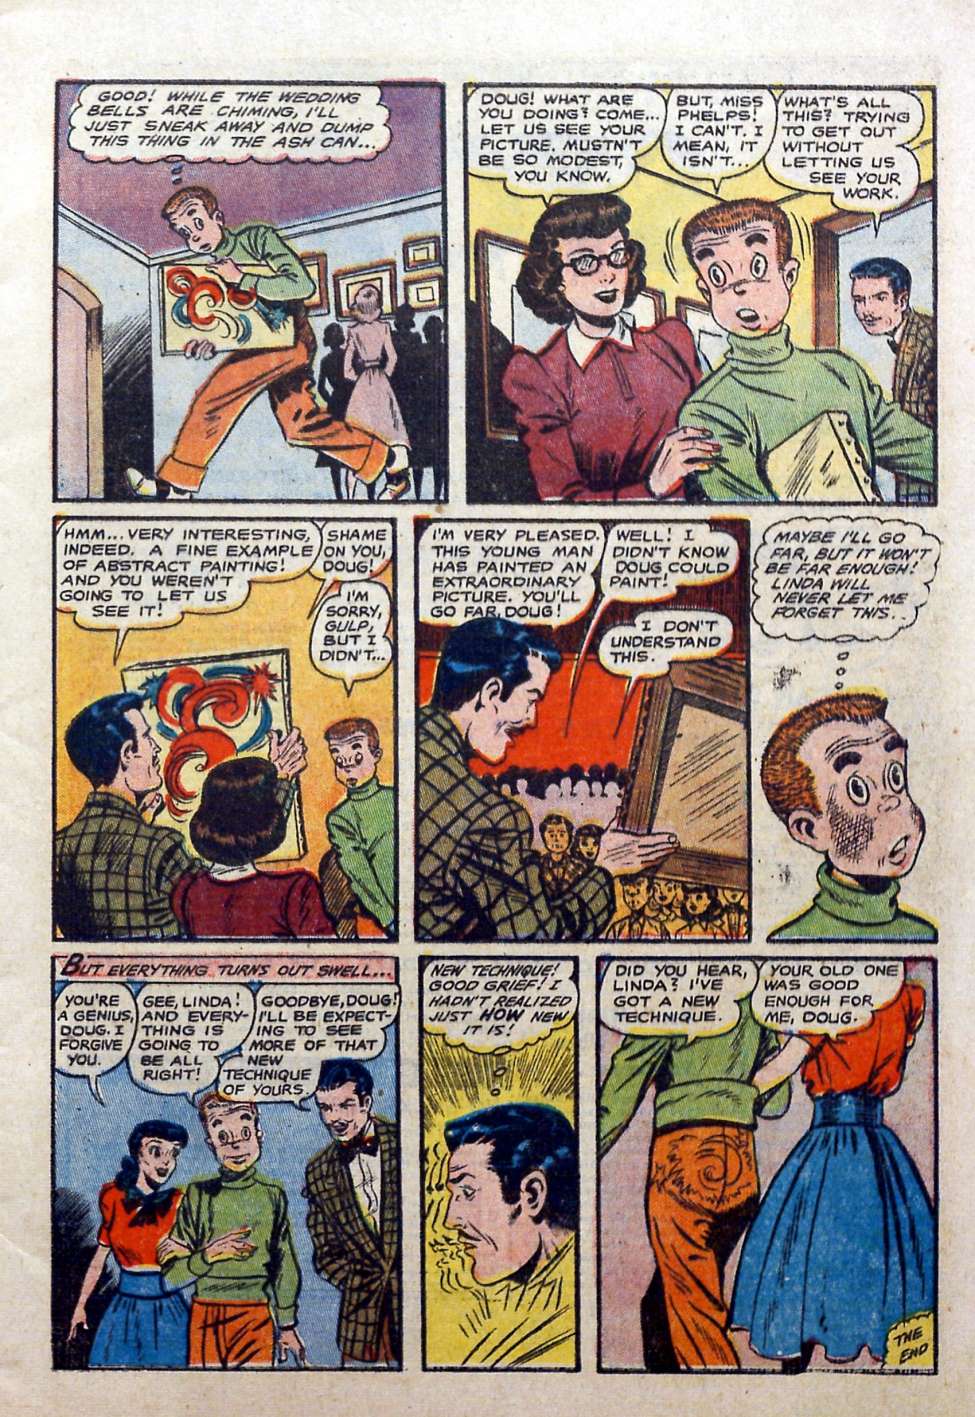 GOOD! WHILE THE WEDDING
BELLS ARE CHIMING, I'LL
JUST SNEAK AWAY AND DUMP
THIS THING IN THE ASH CAN...
DOUG! WHAT ARE
YOU DOING? COME...
LET US SEE YOUR
PICTURE. MUSTN'T
BE SO MODEST,
YOU KNOW.
BUT, MISS
PHELPS!
I CAN'T. I
MEAN, IT
ISN'T...
WHAT'S ALL
THIS? TRYING
TO GET OUT
WITHOUT
LETTING US
SEE YOUR
WORK.
HMM... VERY INTERESTING,
INDEED. A FINE EXAMPLE
OF ABSTRACT PAINTING!
AND YOU WEREN'T
GOING TO LET US
SEE IT!
SHAME
ON YOU,
DOUG!
I'M
SORRY,
GULP,
BUT I
DIDN'T...
I'M VERY PLEASED.
THIS YOUNG MAN
HAS PAINTED AN
EXTRAORDINARY
PICTURE. YOU'LL
GO FAR, DOUG!
WELL! I
DIDN'T KNOW
DOUG COULD
PAINT!
I DON'T
UNDERSTAND
THIS.
MAYBE I'LL GO
FAR, BUT IT WON'T
BE FAR ENOUGH!
LINDA WILL
NEVER LET ME
FORGET THIS..
BUT EVERYTHING TURNS OUT SWELL...
YOU'RE
A GENIUS,
DOUG. I
FORGIVE
YOU.
GEE, LINDA!
AND EVERY-
THING IS
GOING TO
BE ALL
RIGHT!
GOODBYE, DOUG!
I'LL BE EXPECT-
ING TO SEE
MORE OF THAT
NEW
TECHNIQUE
OF YOURS.
NEW TECHNIQUE!
GOOD GRIEF! I
HADN'T REALIZED
JUST HOW NEW
IT IS!
DID YOU HEAR,
LINDA? I'VE
GOT A NEW
TECHNIQUE.
YOUR OLD ONE
WAS GOOD
ENOUGH FOR
ME, DOUG.
THE
END